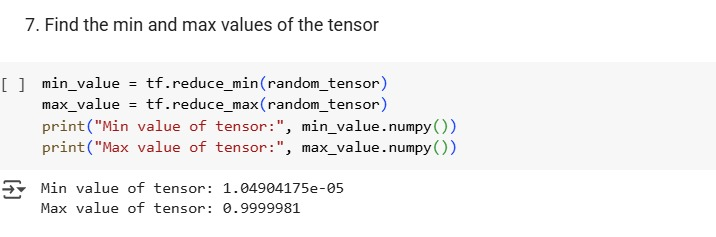 7. Find the min and max values of the tensor
[ ] min_value = tf.reduce_min(random_tensor)
max_value = tf.reduce_max(random_tensor)
print("Min value of tensor:", min_value.numpy())
print("Max value of tensor:", max_value.numpy())
Min value of tensor: 1.04904175e-05
Max value of tensor: 0.9999981